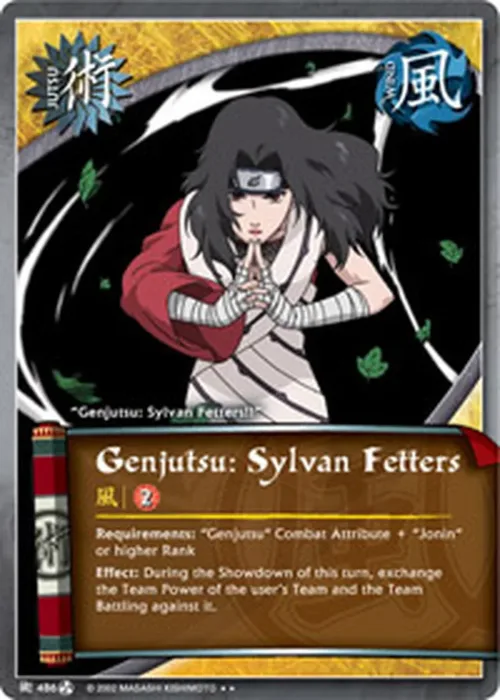 JUTSU 術
WIND 風
"Genjutsu: Sylvan Fetters!!"
Genjutsu: Sylvan Fetters
風 2
Requirements: "Genjutsu" Combat Attribute + "Jonin"
or higher Rank
Effect: During the Showdown of this turn, exchange
the Team Power of the user's Team and the Team
Battling against it.
術
486 © 2002 MASASHI KISHIMOTO ★★